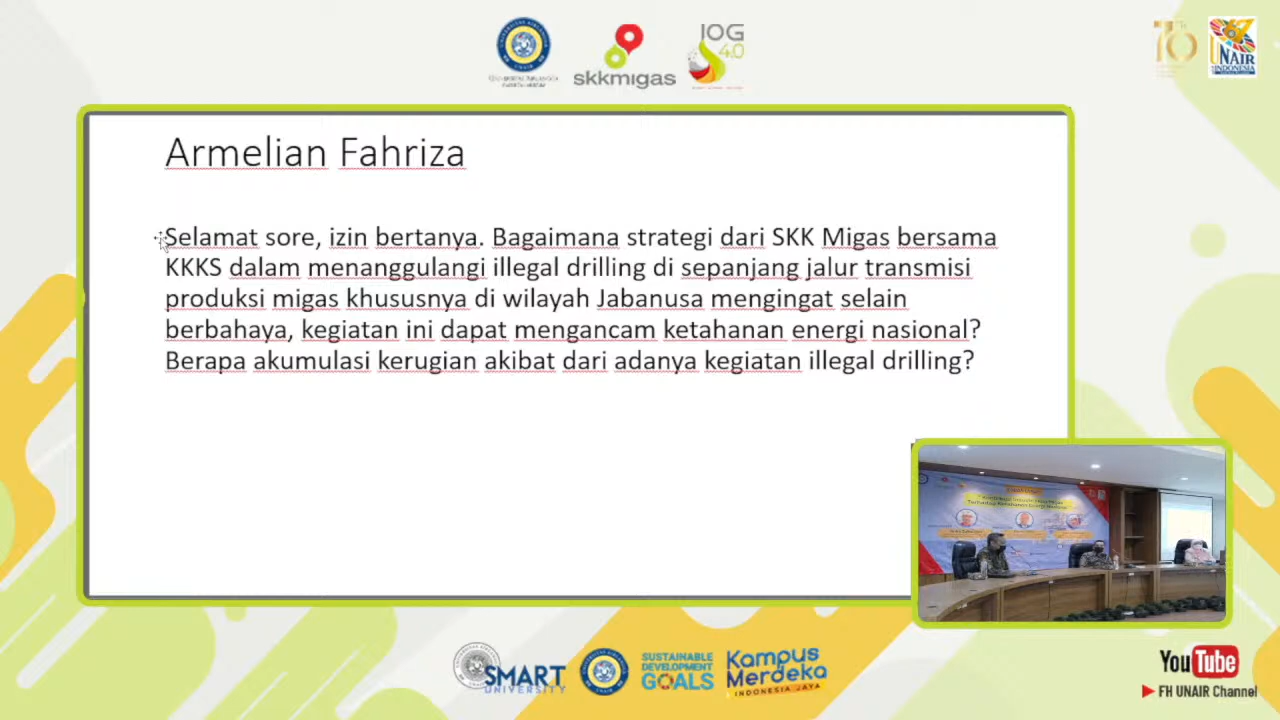 skkmigas
IOG
4.0
UNAIR
INDONESIA
Armelian Fahriza
Selamat sore, izin bertanya. Bagaimana strategi dari SKK Migas bersama
KKKS dalam menanggulangi illegal drilling di sepanjang jalur transmisi
produksi migas khususnya di wilayah Jabanusa mengingat selain
berbahaya, kegiatan ini dapat mengancam ketahanan energi nasional?
Berapa akumulasi kerugian akibat dari adanya kegiatan illegal drilling?
SMART
UNIVERSITY
SUSTAINABLE
DEVELOPMENT
GOALS
Kampus
Merdeka
INDONESIA JAYA
YouTube
FH UNAIR Channel